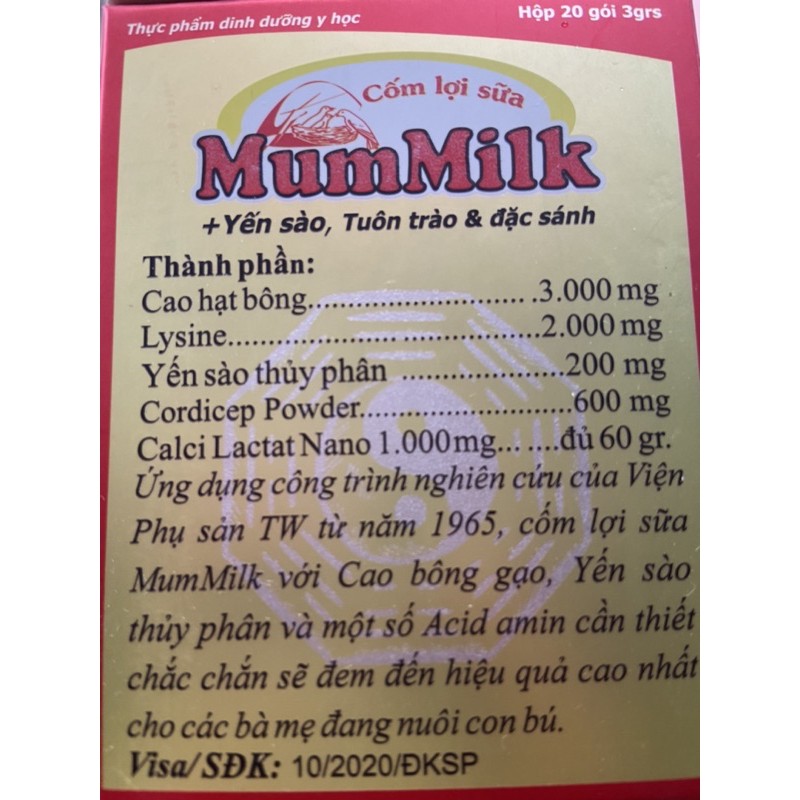 Thực phẩm dinh dưỡng y học
Hộp 20 gói 3grs
Cốm lợi sữa
MumMilk
+Yến sào, Tuôn trào & đặc sánh
Thành phần:
Cao hạt bông............................ .3.000 mg
Lysine........................................2.000 mg
Yến sào thủy phân .....................200 mg
Cordicep Powder...........................600 mg
Calci Lactat Nano 1.000mg... ....đủ 60 gr.
Ứng dụng công trình nghiên cứu của Viện
Phụ sản TW từ năm 1965, cốm lợi sữa
MumMilk với Cao bông gạo, Yến sào
thủy phân và một số Acid amin cần thiết
chắc chắn sẽ đem đến hiệu quả cao nhất
cho các bà mẹ đang nuôi con bú.
Visa/SĐK: 10/2020/ĐKSP